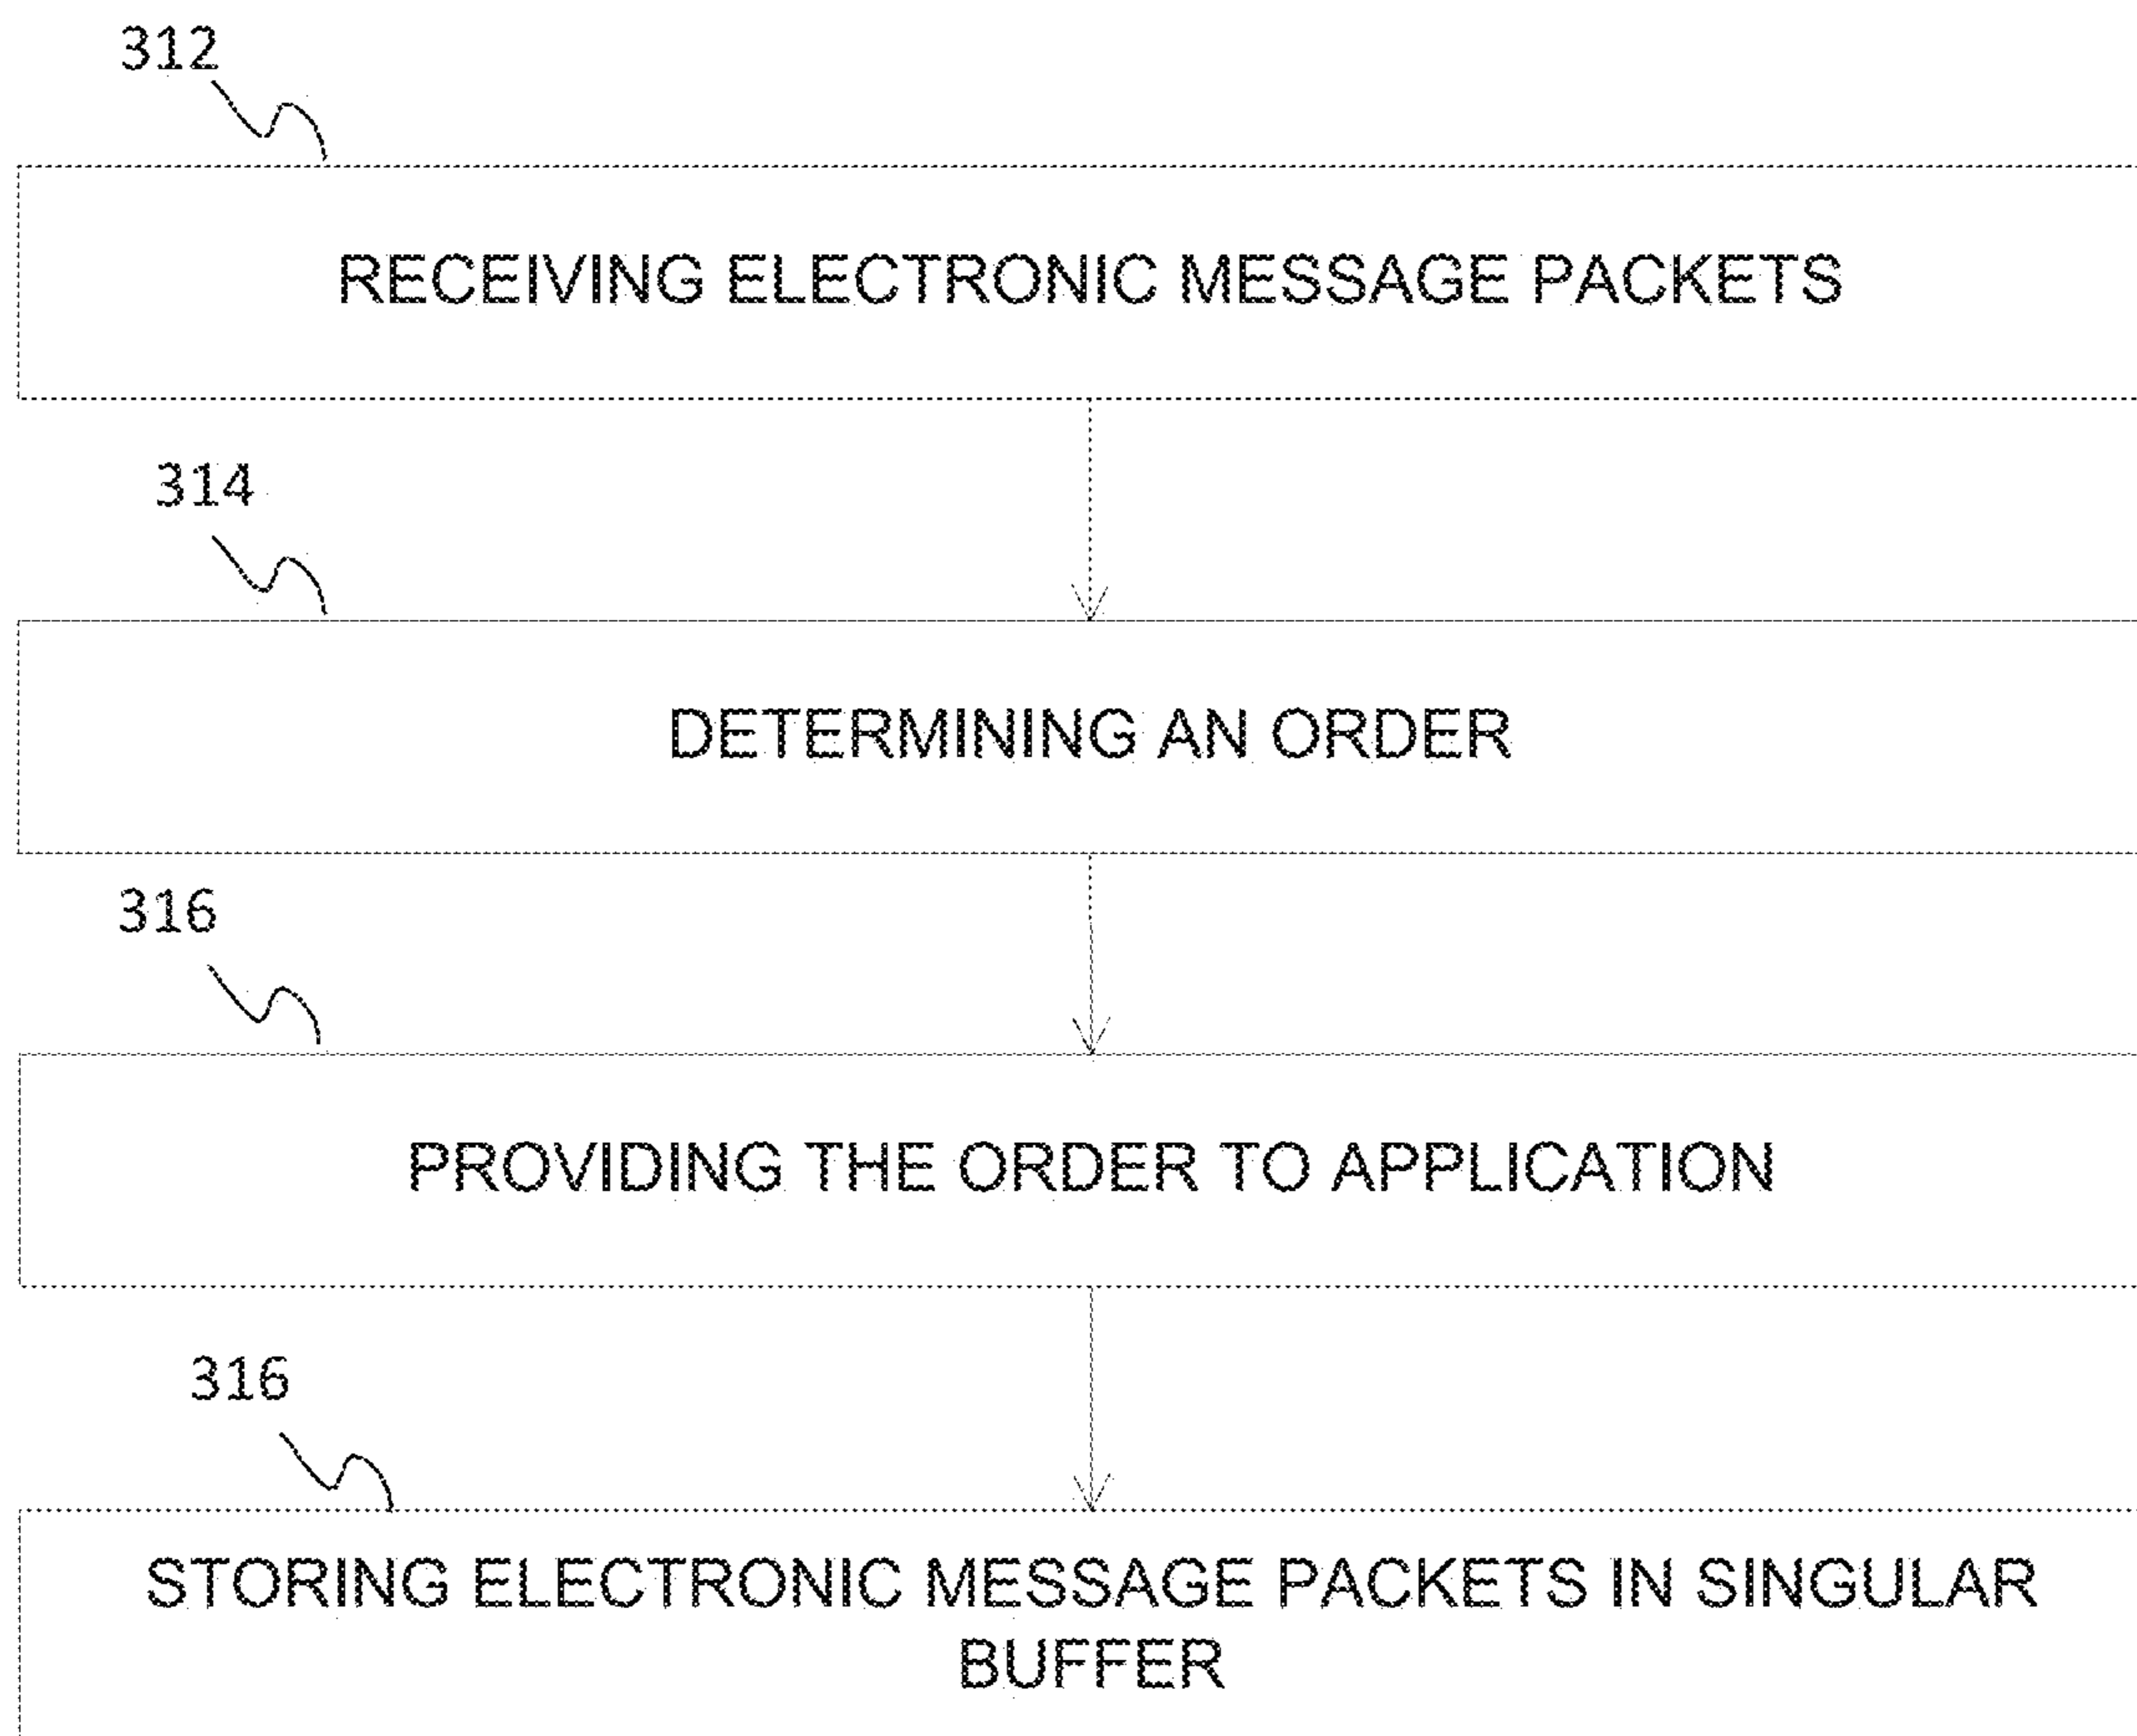 312
RECEIVING ELECTRONIC MESSAGE PACKETS
314
DETERMINING AN ORDER
316
PROVIDING THE ORDER TO APPLICATION
316
STORING ELECTRONIC MESSAGE PACKETS IN SINGULAR
BUFFER